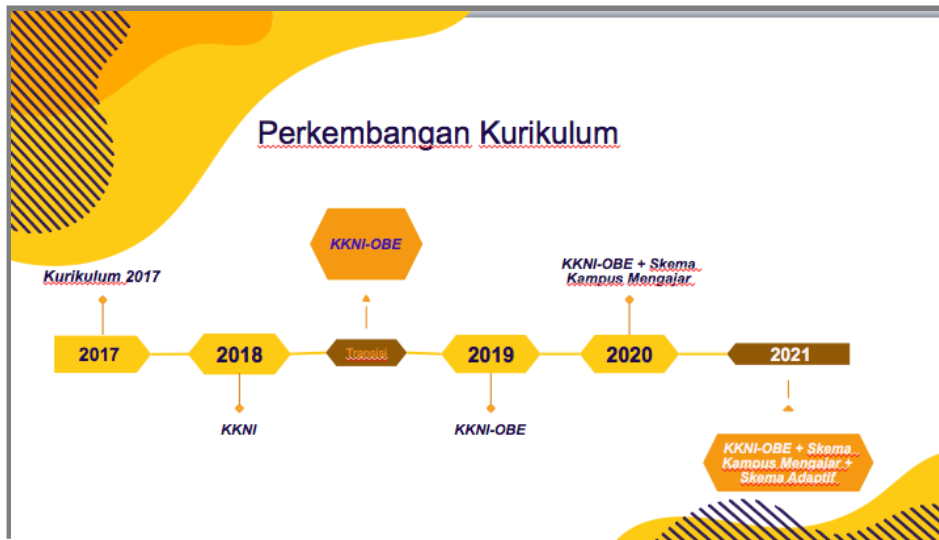 Perkembangan Kurikulum
KKNI-OBE
Kurikulum 2017
KKNI-OBE + Skema
Kampus Mengajar
2017
2018
Transisi
2019
2020
2021
KKNI
KKNI-OBE
KKNI-OBE + Skema
Kampus Mengajar +
Skema Adaptif